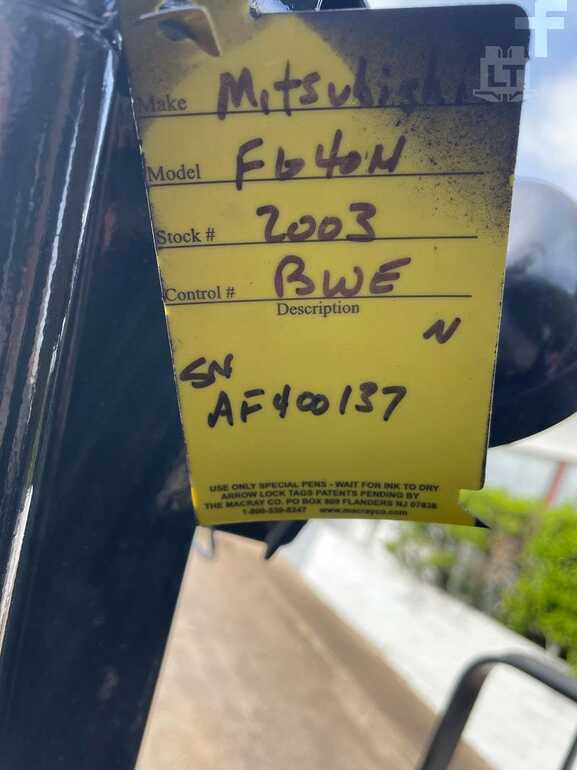 f
LT
Make Mitsubishi
Model FG40N
Stock # 2003
Control # BWE
Description
N
SN
AF400137
USE ONLY SPECIAL PENS - WAIT FOR INK TO DRY
ARROW LOCK TAGS PATENTS PENDING BY
THE MACRAY CO. PO BOX 809 FLANDERS NJ 07836
1-800-530-8247 www.macrayco.com